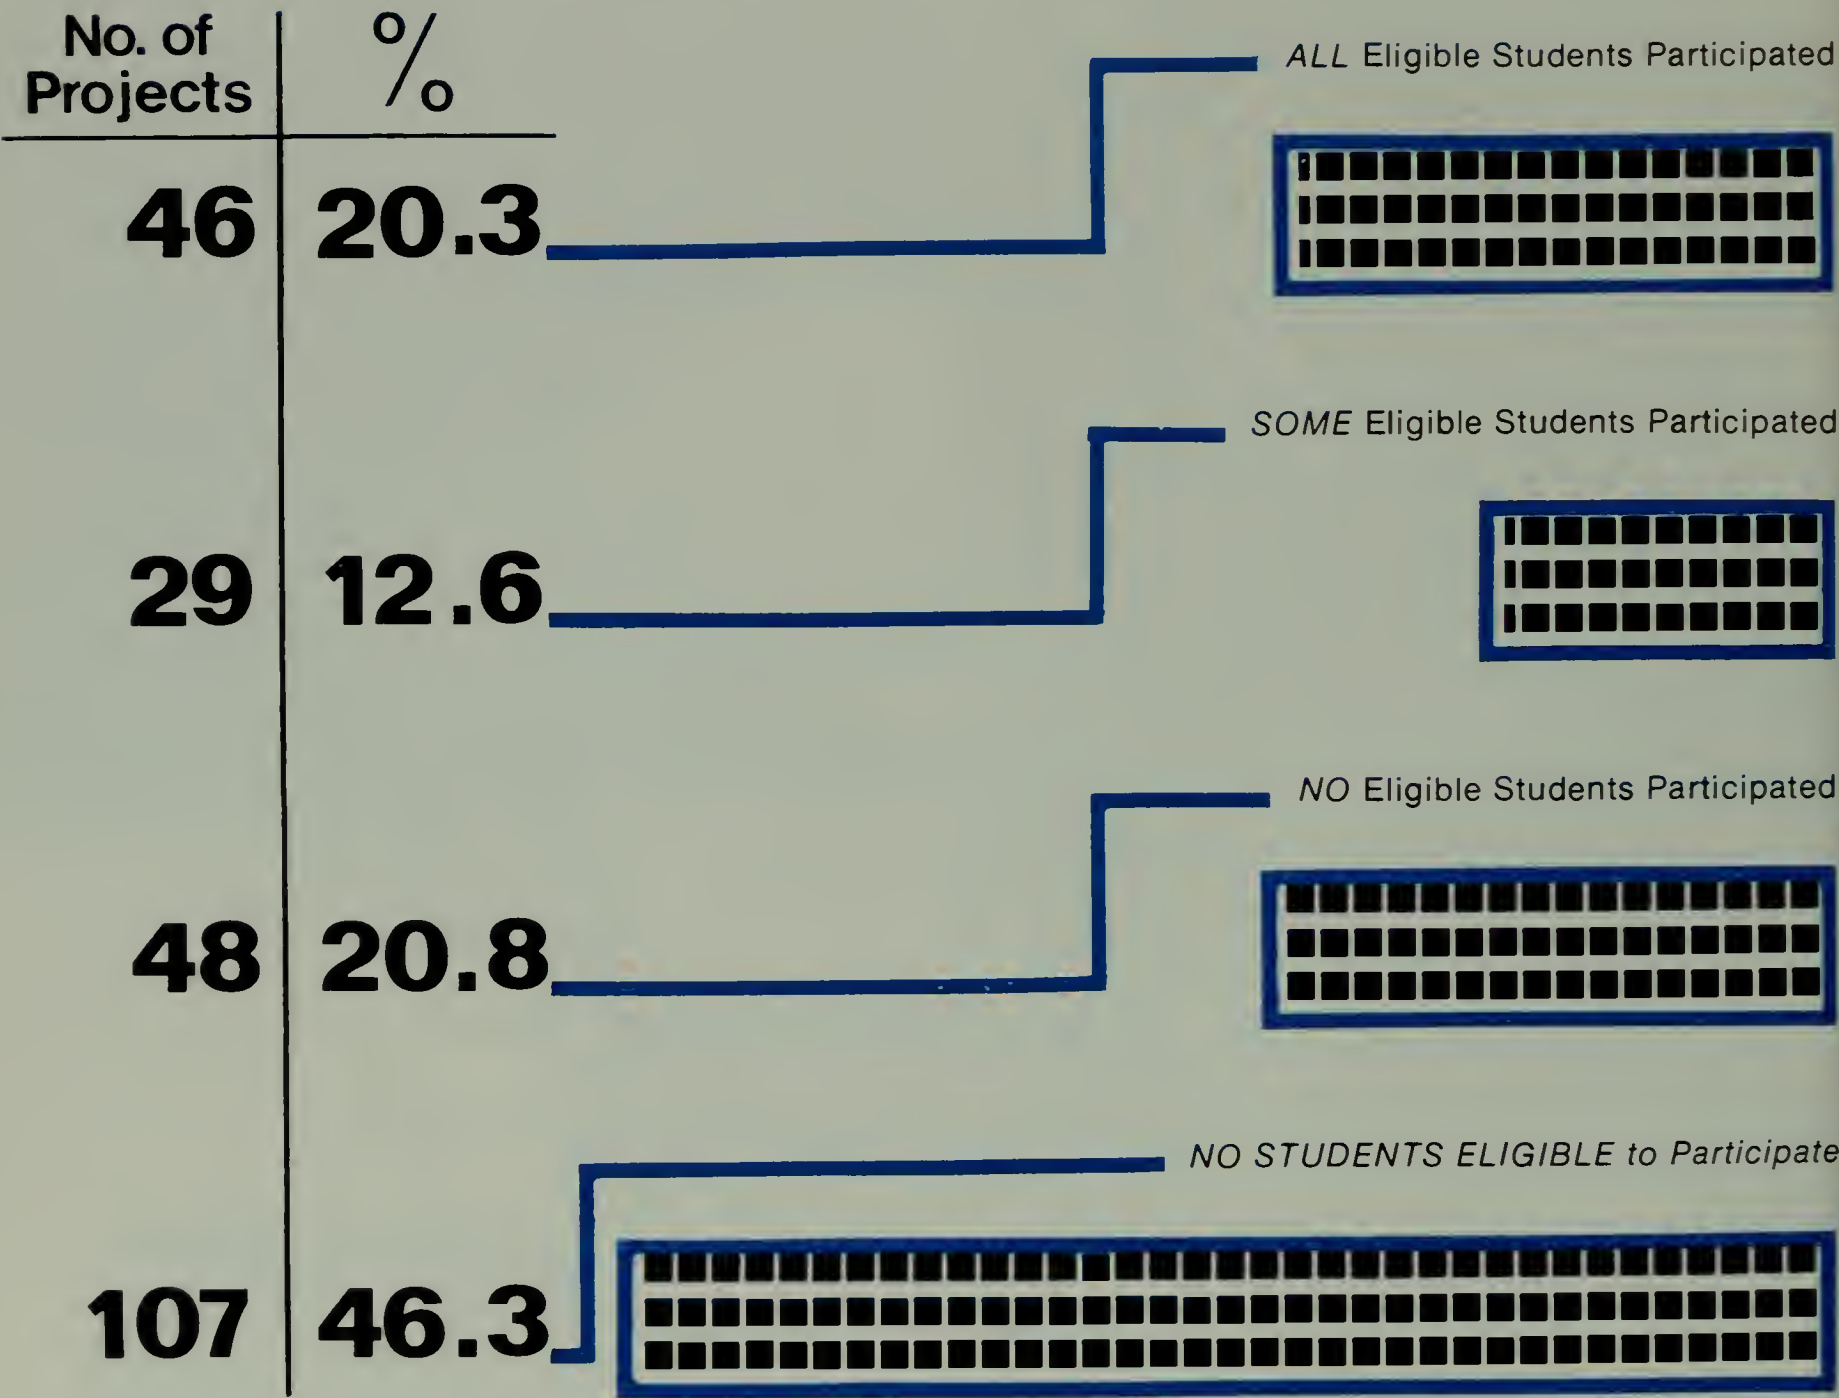 No. of
Projects
%
ALL Eligible Students Participated
46 20.3
SOME Eligible Students Participated
29 12.6
NO Eligible Students Participated
48 20.8
NO STUDENTS ELIGIBLE to Participate
107 46.3